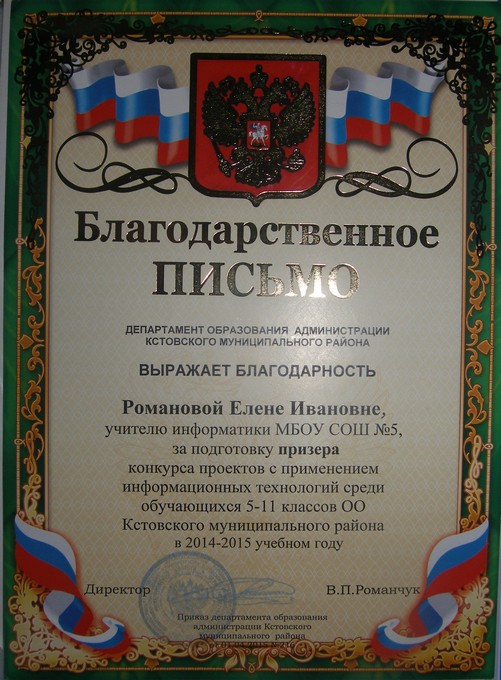 Благодарственное
ПИСЬМО
ДЕПАРТАМЕНТ ОБРАЗОВАНИЯ АДМИНИСТРАЦИИ
КСТОВСКОГО МУНИЦИПАЛЬНОГО РАЙОНА
ВЫРАЖАЕТ БЛАГОДАРНОСТЬ
Романовой Елене Ивановне,
учителю информатики МБОУ СОШ №5,
за подготовку призера
конкурса проектов с применением
информационных технологий среди
обучающихся 5-11 классов ОО
Кстовского муниципального района
в 2014-2015 учебном году
Директор В.П.Романчук
Приказ департамента образования
администрации Кстовского
муниципального района